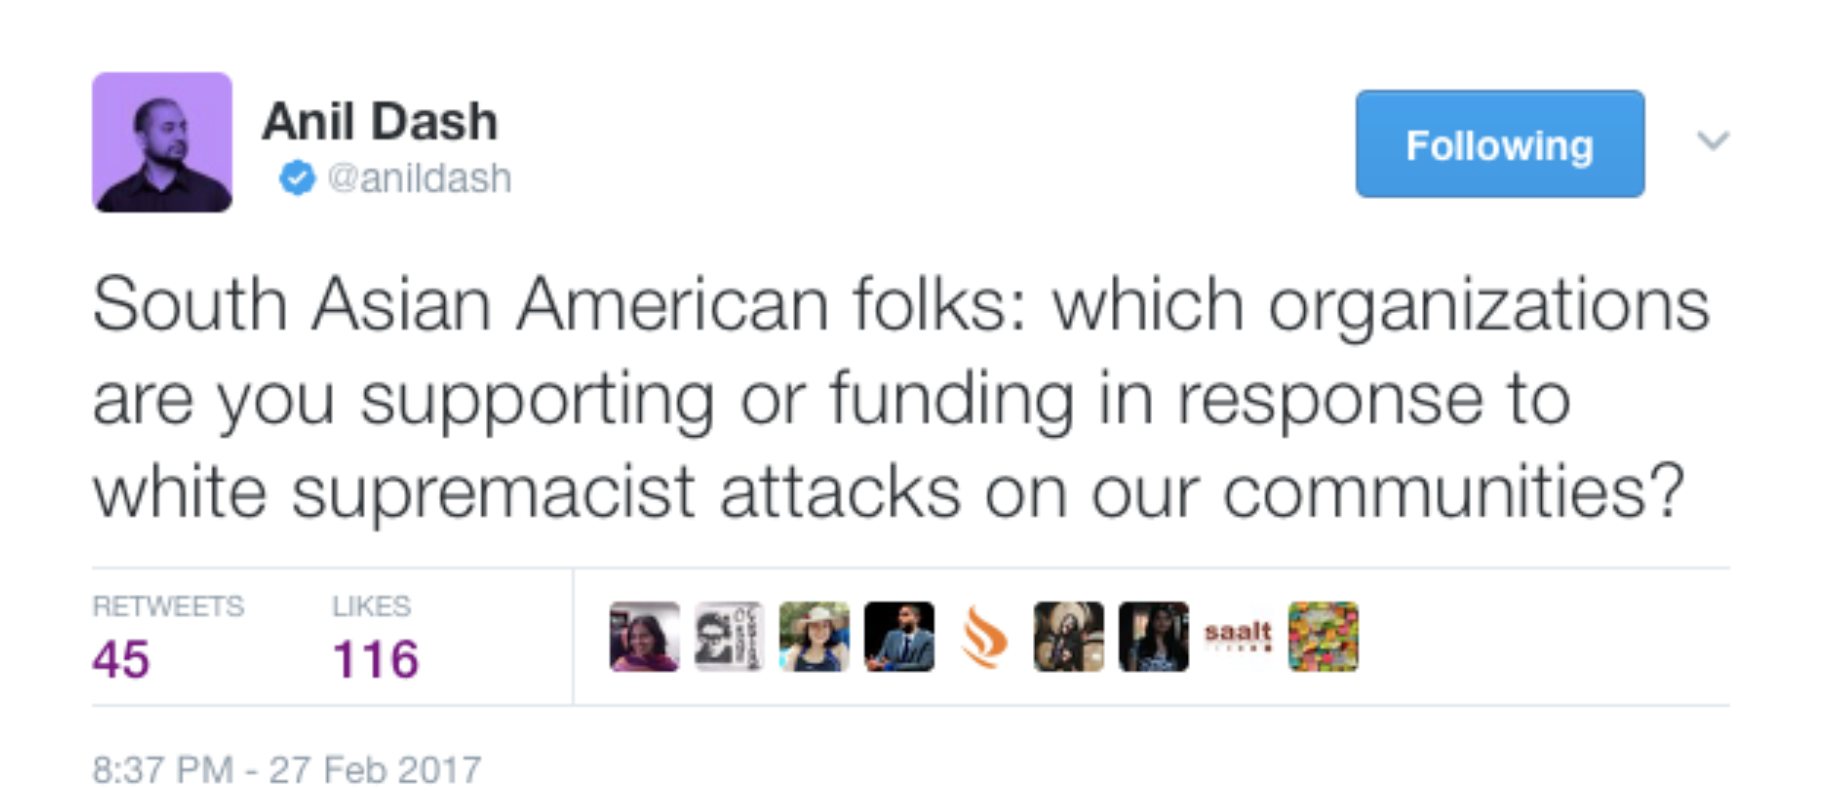 Anil Dash
@anildash
Following
South Asian American folks: which organizations
are you supporting or funding in response to
white supremacist attacks on our communities?
RETWEETS LIKES
45 116
saalt
8:37 PM - 27 Feb 2017